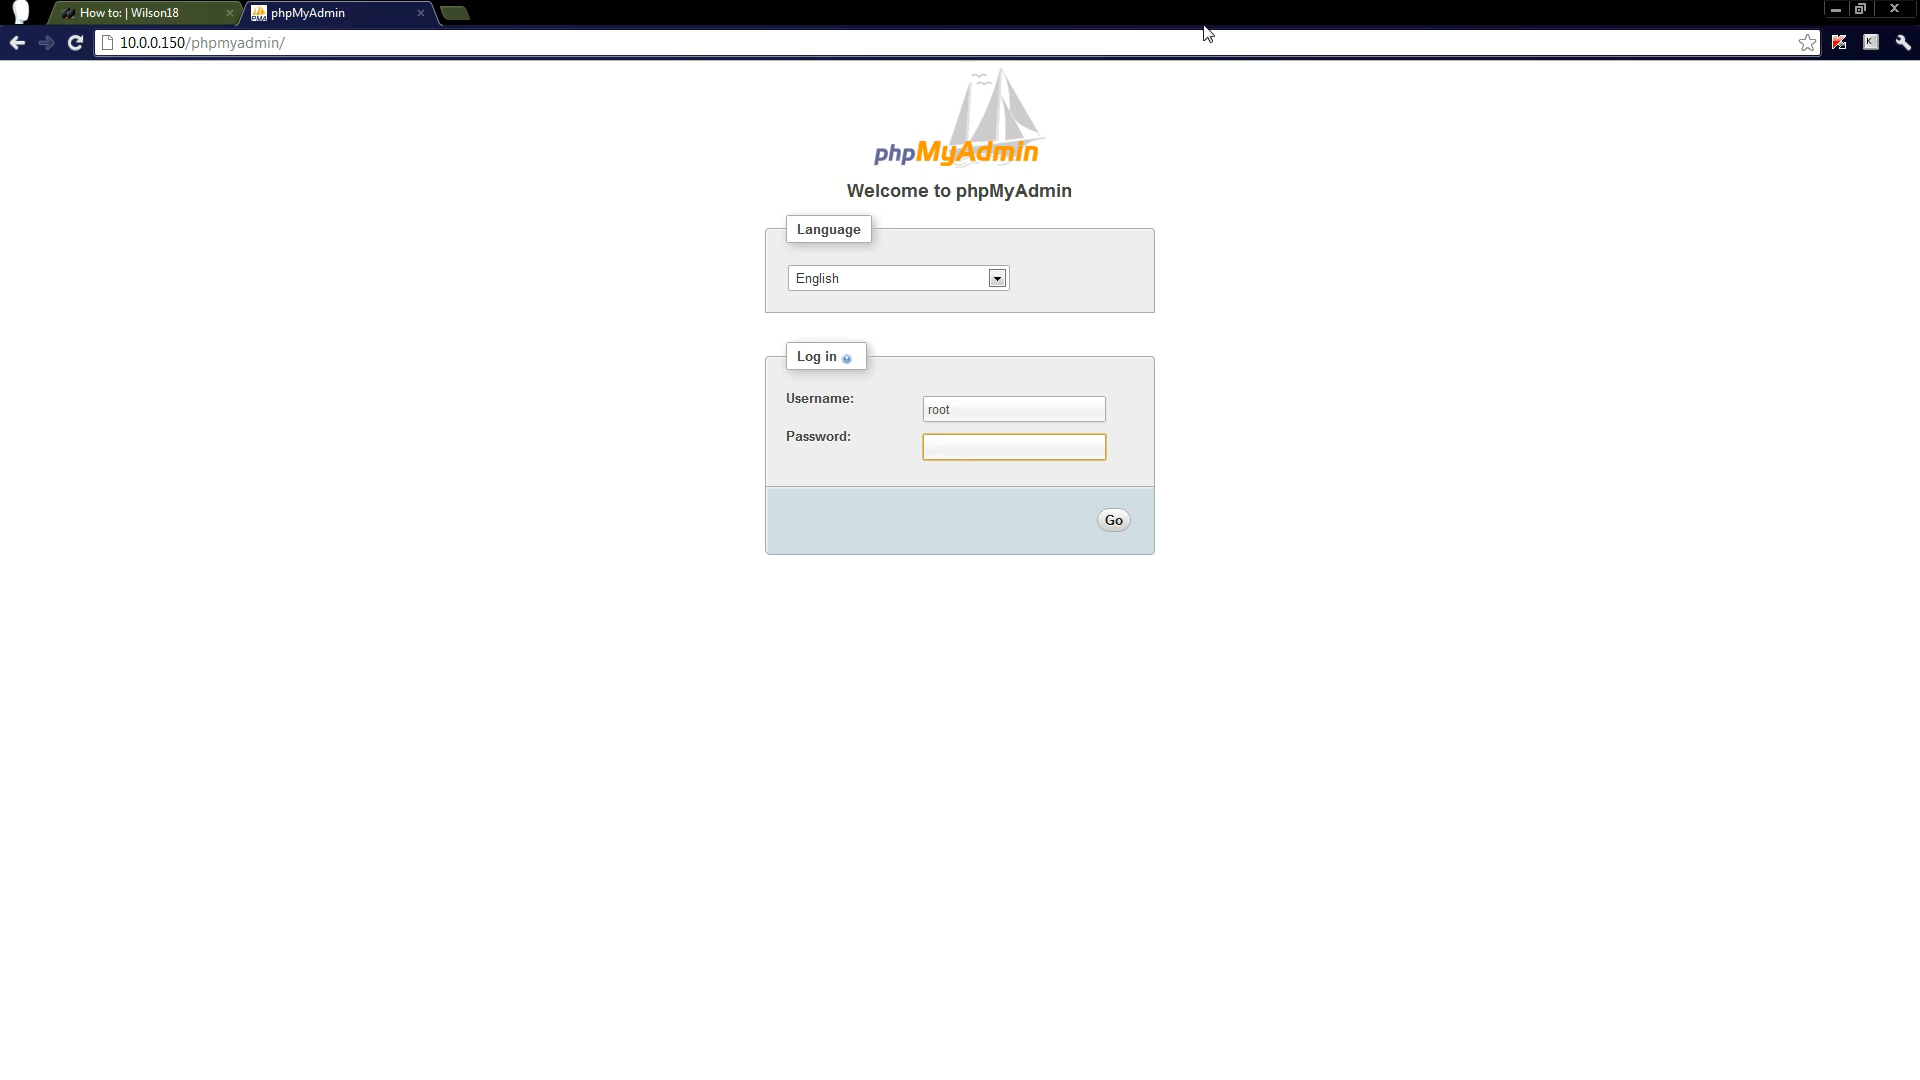 How to: | Wilson18
phpMyAdmin
10.0.0.150/phpmyadmin/
K
phpMyAdmin
Welcome to phpMyAdmin
Language
English
Log in
Username:
root
Password:
Go